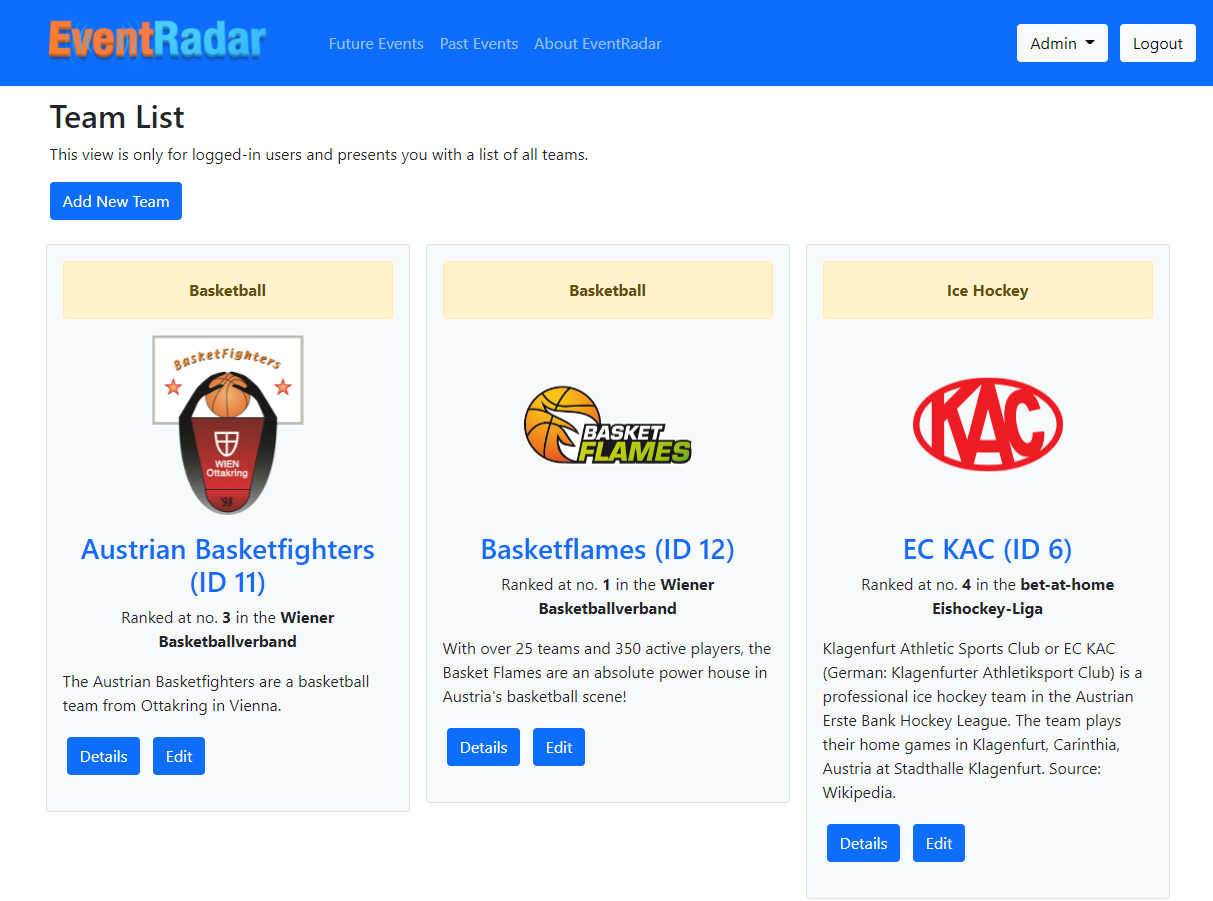 EventRadar
Future Events Past Events About EventRadar
Admin
Logout
Team List
This view is only for logged-in users and presents you with a list of all teams.
Add New Team
Basketball
BasketFighters
WIEN
Ottakring
'98
Austrian Basketfighters
(ID 11)
Ranked at no. 3 in the Wiener
Basketballverband
The Austrian Basketfighters are a basketball
team from Ottakring in Vienna.
Details
Edit
Basketball
BASKET
FLAMES
Basketflames (ID 12)
Ranked at no. 1 in the Wiener
Basketballverband
With over 25 teams and 350 active players, the
Basket Flames are an absolute power house in
Austria's basketball scene!
Details
Edit
Ice Hockey
KAC
EC KAC (ID 6)
Ranked at no. 4 in the bet-at-home
Eishockey-Liga
Klagenfurt Athletic Sports Club or EC KAC
(German: Klagenfurter Athletiksport Club) is a
professional ice hockey team in the Austrian
Erste Bank Hockey League. The team plays
their home games in Klagenfurt, Carinthia,
Austria at Stadthalle Klagenfurt. Source:
Wikipedia.
Details
Edit